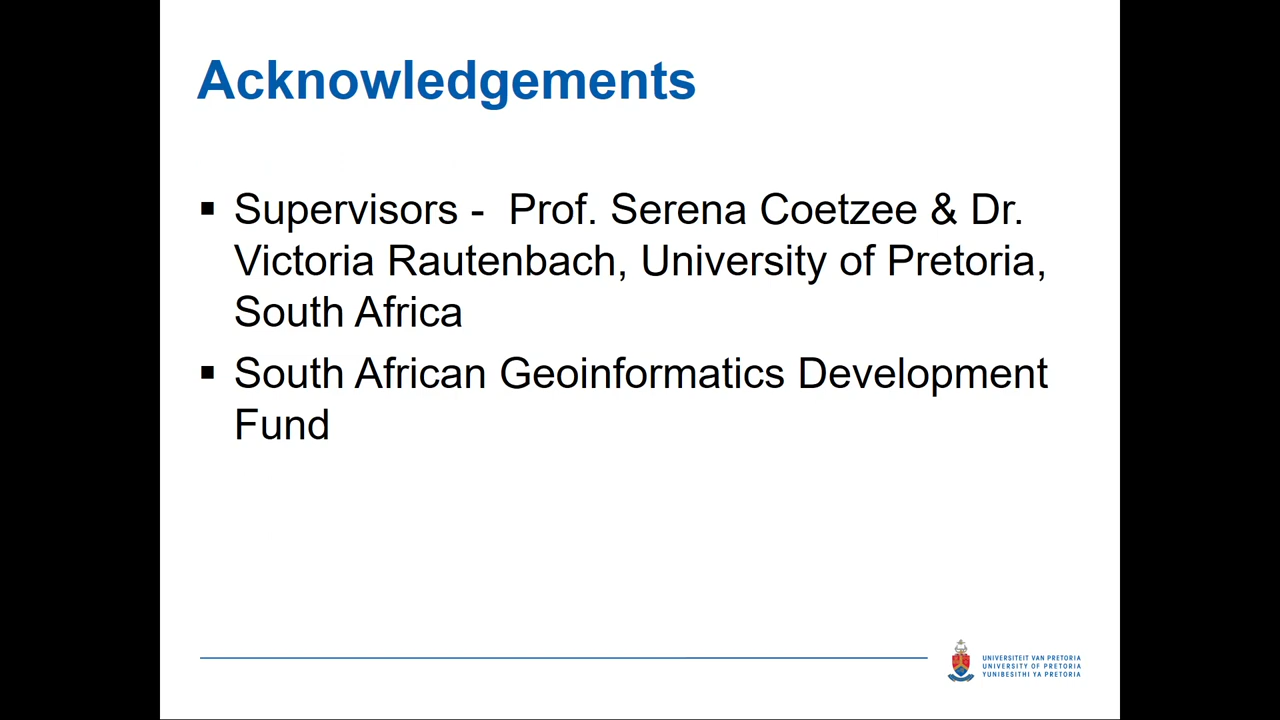 Acknowledgements
▪ Supervisors -  Prof. Serena Coetzee & Dr.
Victoria Rautenbach, University of Pretoria,
South Africa
▪ South African Geoinformatics Development
Fund
UNIVERSITEIT VAN PRETORIA
UNIVERSITY OF PRETORIA
YUNIBESITHI YA PRETORIA